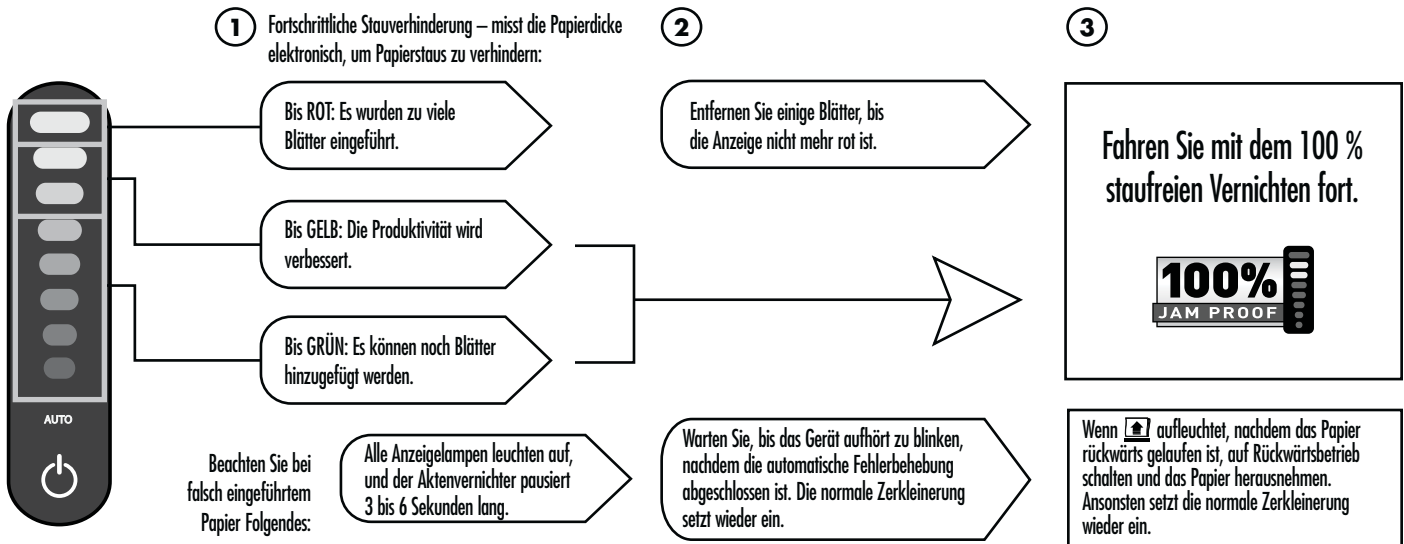 1
Fortschrittliche Stauverhinderung – misst die Papierdicke
elektronisch, um Papierstaus zu verhindern:
Bis ROT: Es wurden zu viele
Blätter eingeführt.
Bis GELB: Die Produktivität wird
verbessert.
Bis GRÜN: Es können noch Blätter
hinzugefügt werden.
2
Entfernen Sie einige Blätter, bis
die Anzeige nicht mehr rot ist.
3
Fahren Sie mit dem 100 %
staufreien Vernichten fort.
100%
JAM PROOF
AUTO
Beachten Sie bei
falsch eingeführtem
Papier Folgendes:
Alle Anzeigelampen leuchten auf,
und der Aktenvernichter pausiert
3 bis 6 Sekunden lang.
Warten Sie, bis das Gerät aufhört zu blinken,
nachdem die automatische Fehlerbehebung
abgeschlossen ist. Die normale Zerkleinerung
setzt wieder ein.
Wenn aufleuchtet, nachdem das Papier
rückwärts gelaufen ist, auf Rückwärtsbetrieb
schalten und das Papier herausnehmen.
Ansonsten setzt die normale Zerkleinerung
wieder ein.